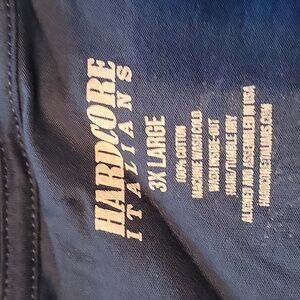 HARDCORE
ITALIANS
3X LARGE
100% COTTON
MACHINE WASH COLD
WASH INSIDE-OUT
HANG/TUMBLE DRY
ALIGNED AND ASSEMBLED IN USA
HARDCOREITALIANS.COM